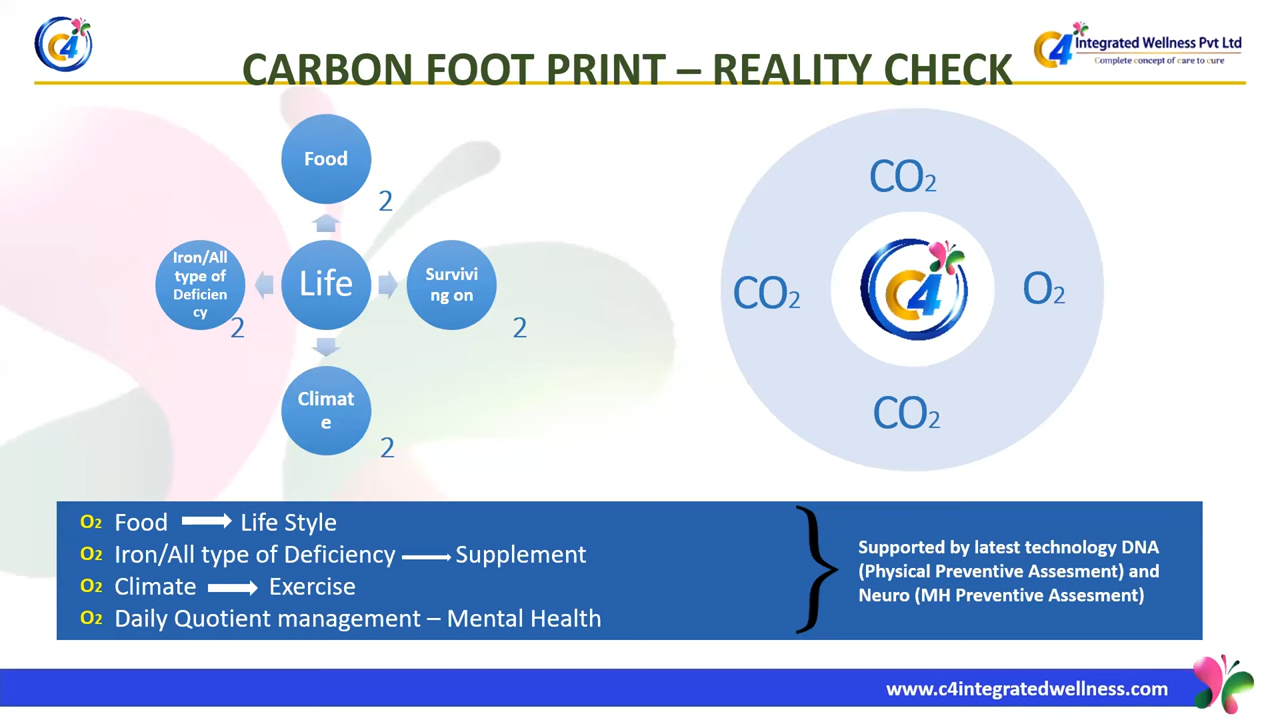 C4
CARBON FOOT PRINT – REALITY CHECK
C4 Integrated Wellness Pvt Ltd
Complete concept of care to cure
Food
2
Iron/All
type of
Deficien
cy
2
Life
Survivi
ng on
2
Climat
e
2
CO2
CO2
C4
O2
CO2
O2 Food Life Style
O2 Iron/All type of Deficiency Supplement
O2 Climate Exercise
O2 Daily Quotient management – Mental Health
Supported by latest technology DNA
(Physical Preventive Assesment) and
Neuro (MH Preventive Assesment)
www.c4integratedwellness.com